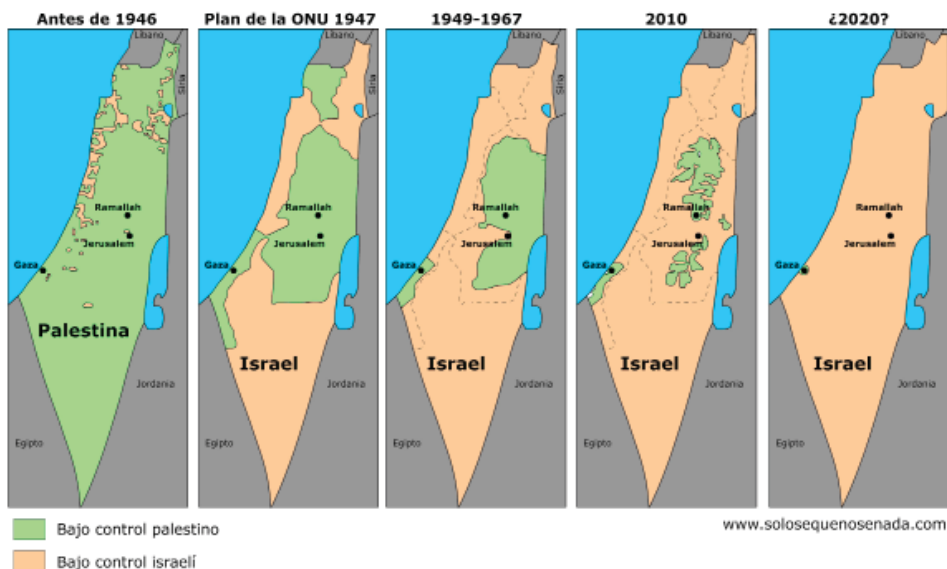 Antes de 1946
Plan de la ONU 1947
1949-1967
2010
¿2020?
Líbano
Siria
Ramallah
Jerusalem
Gaza
Palestina
Jordania
Egipto
Líbano
Siria
Ramallah
Jerusalem
Gaza
Israel
Jordania
Egipto
Líbano
Siria
Ramallah
Jerusalem
Gaza
Israel
Jordania
Egipto
Líbano
Siria
Ramallah
Jerusalem
Gaza
Israel
Jordania
Egipto
Líbano
Siria
Ramallah
Jerusalem
Gaza
Israel
Jordania
Egipto
Bajo control palestino
Bajo control israelí
www.solosequenosenada.com